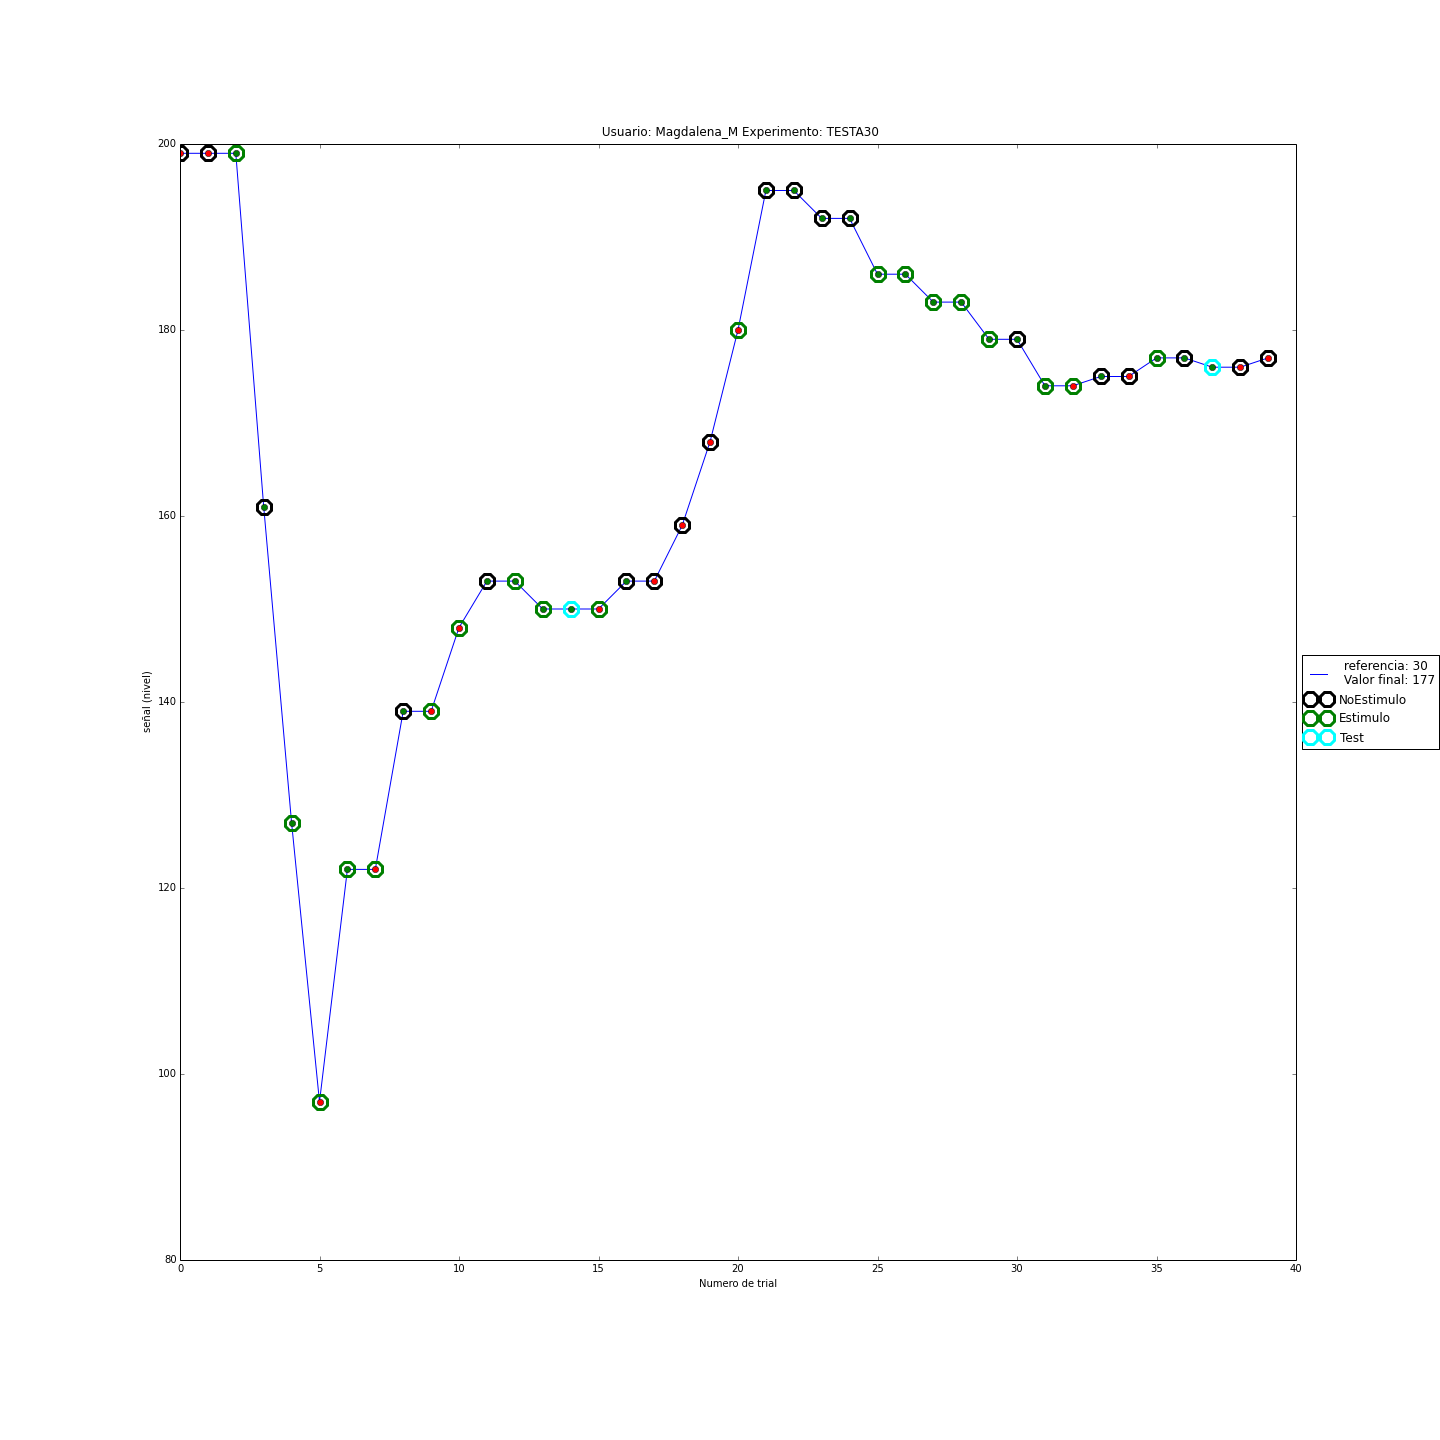 Usuario: Magdalena_M Experimento: TESTA30
200
180
160
140
120
100
80
señal (nivel)
0 5 10 15 20 25 30 35 40
Numero de trial
referencia: 30
Valor final: 177
NoEstimulo
Estimulo
Test